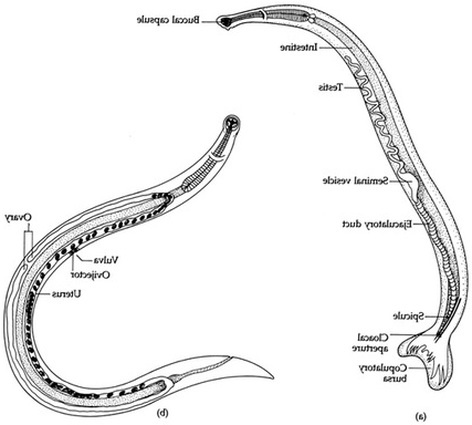 Buccal capsule
Intestine
Testis
Seminal vesicle
Ejaculatory duct
Spicule
Cloacal
aperture
Copulatory
bursa
(a)
Ovary
Vulva
Ovijector
Uterus
(b)